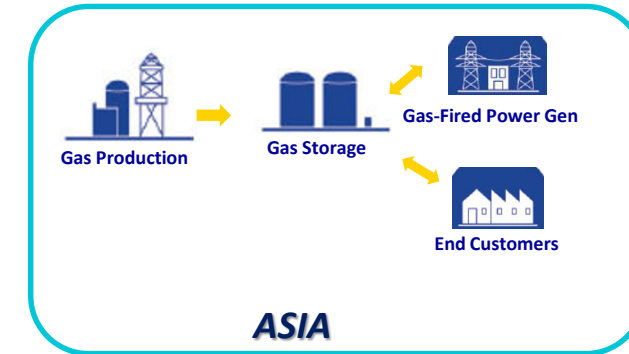 Gas-Fired Power Gen
Gas Production
Gas Storage
End Customers
ASIA